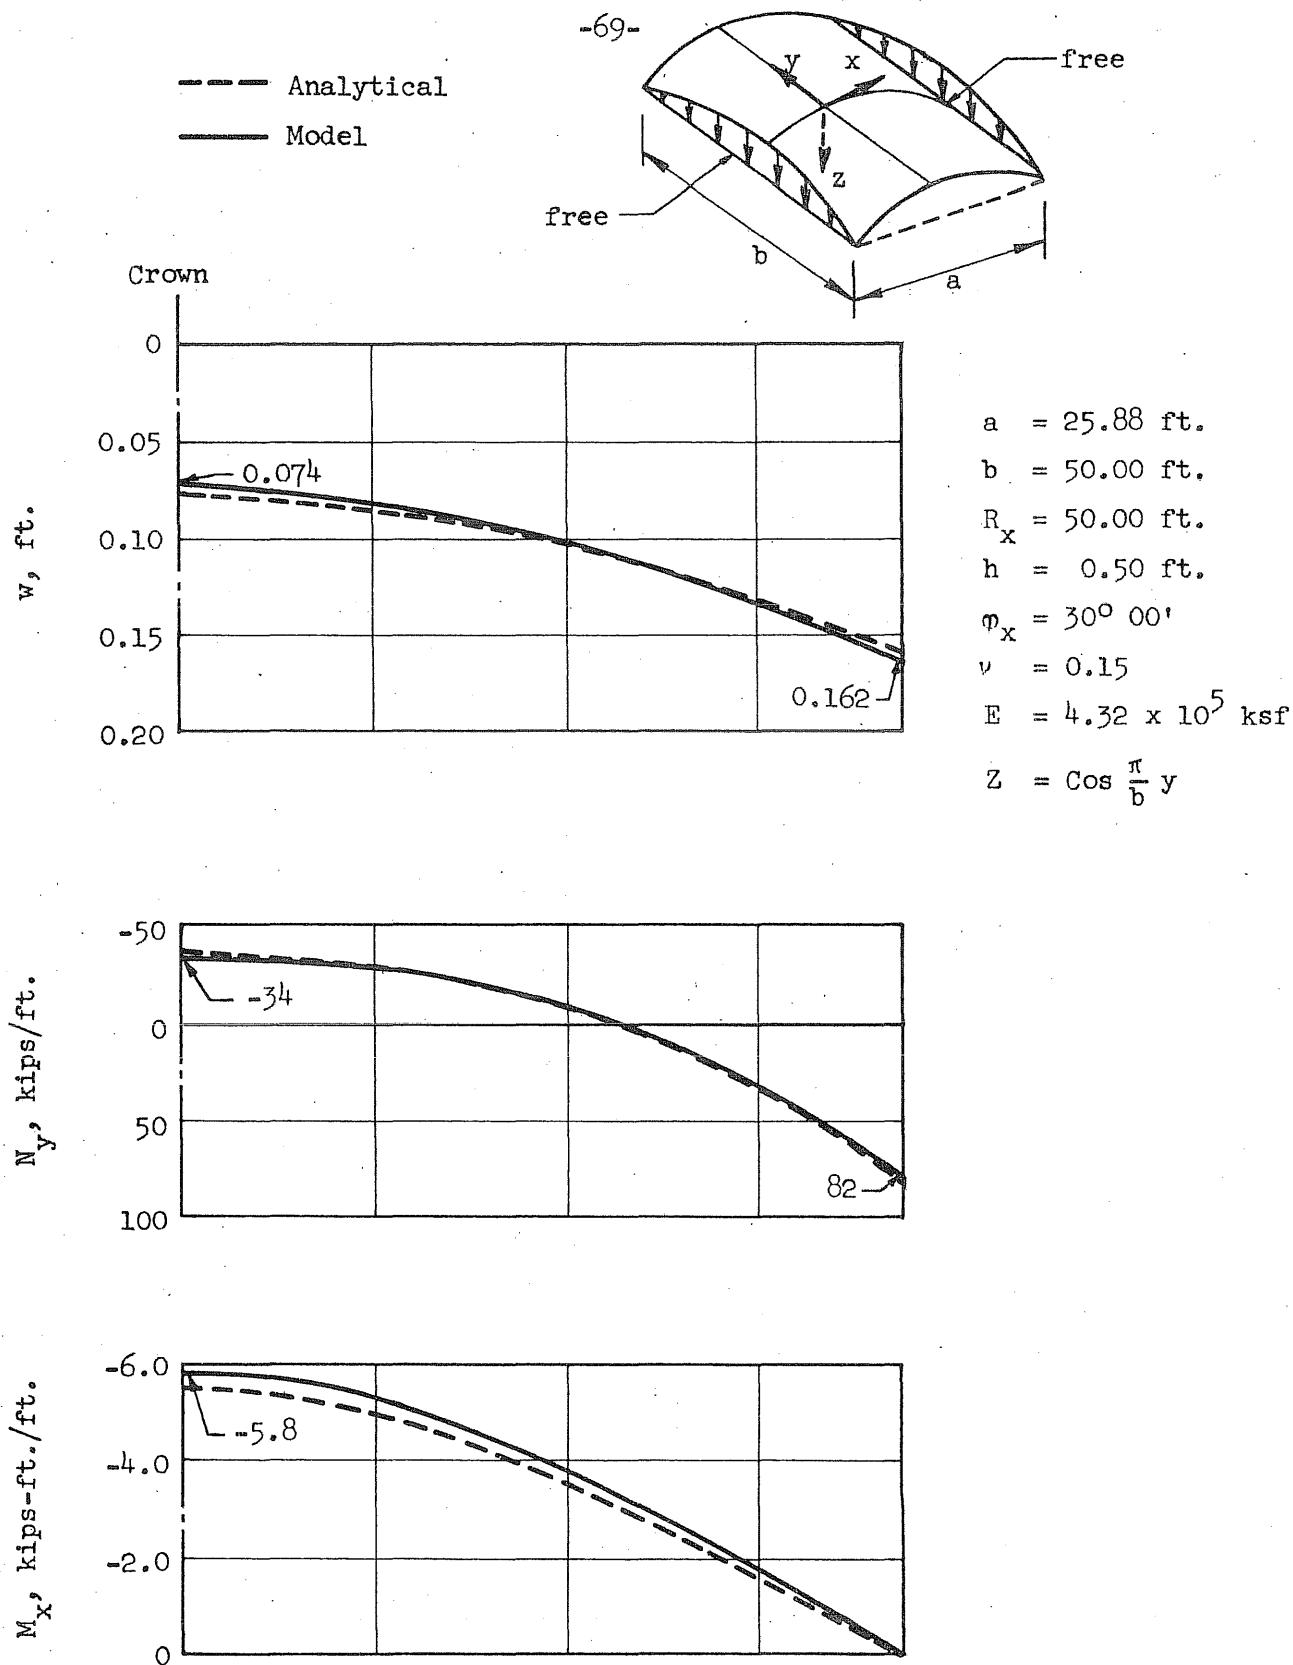 -69-
Analytical
Model
y
x
z
free
free
b
a
Crown
0
0.05
0.10
0.15
0.20
w, ft.
0.074
0.162
a = 25.88 ft.
b = 50.00 ft.
R_x = 50.00 ft.
h = 0.50 ft.
φ_x = 30° 00'
ν = 0.15
E = 4.32 x 10^5 ksf
Z = Cos π/b y
-50
0
50
100
N_y, kips/ft.
-34
82
-6.0
-4.0
-2.0
0
M_x, kips-ft./ft.
-5.8